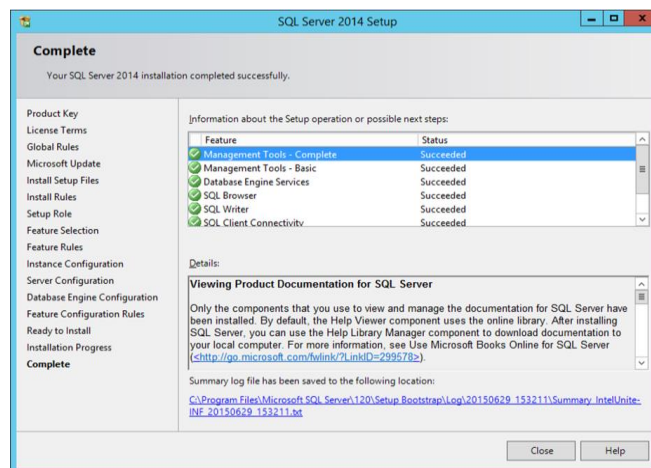 SQL Server 2014 Setup
Complete
Your SQL Server 2014 installation completed successfully.
Product Key
License Terms
Global Rules
Microsoft Update
Install Setup Files
Install Rules
Setup Role
Feature Selection
Feature Rules
Instance Configuration
Server Configuration
Database Engine Configuration
Feature Configuration Rules
Ready to Install
Installation Progress
Complete
Information about the Setup operation or possible next steps:
Feature Status
Management Tools - Complete Succeeded
Management Tools - Basic Succeeded
Database Engine Services Succeeded
SQL Browser Succeeded
SQL Writer Succeeded
SQL Client Connectivity Succeeded
Details:
Viewing Product Documentation for SQL Server
Only the components that you use to view and manage the documentation for SQL Server have
been installed. By default, the Help Viewer component uses the online library. After installing
SQL Server, you can use the Help Library Manager component to download documentation to
your local computer. For more information, see Use Microsoft Books Online for SQL Server
(<http://go.microsoft.com/fwlink/?LinkID=299578>).
Summary log file has been saved to the following location:
C:\Program Files\Microsoft SQL Server\120\Setup Bootstrap\Log\20150629_153211\Summary_IntelUnite-
INF_20150629_153211.txt
Close
Help